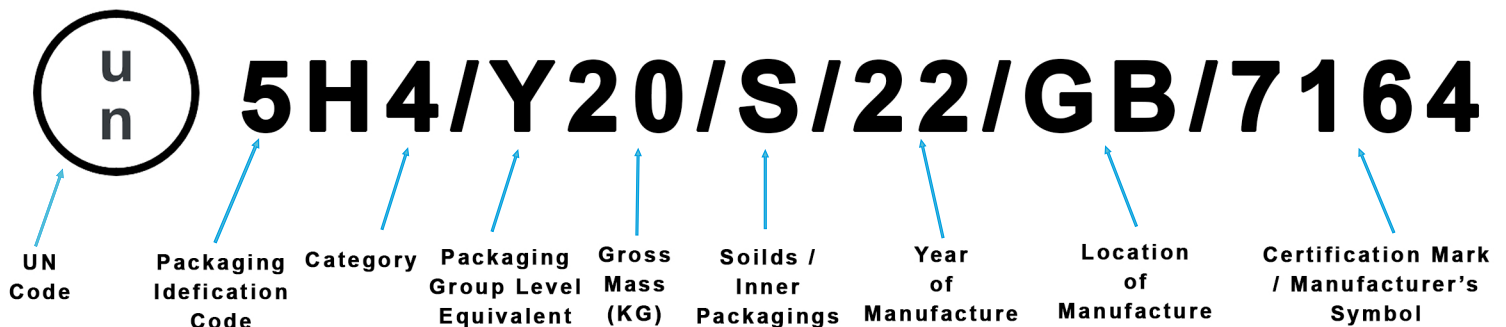 u
n
5H4/Y20/S/22/GB/7164
UN
Code
Packaging
Idefication
Code
Category
Packaging
Group Level
Equivalent
Gross
Mass
(KG)
Soilds /
Inner
Packagings
Year
of
Manufacture
Location
of
Manufacture
Certification Mark
/ Manufacturer's
Symbol